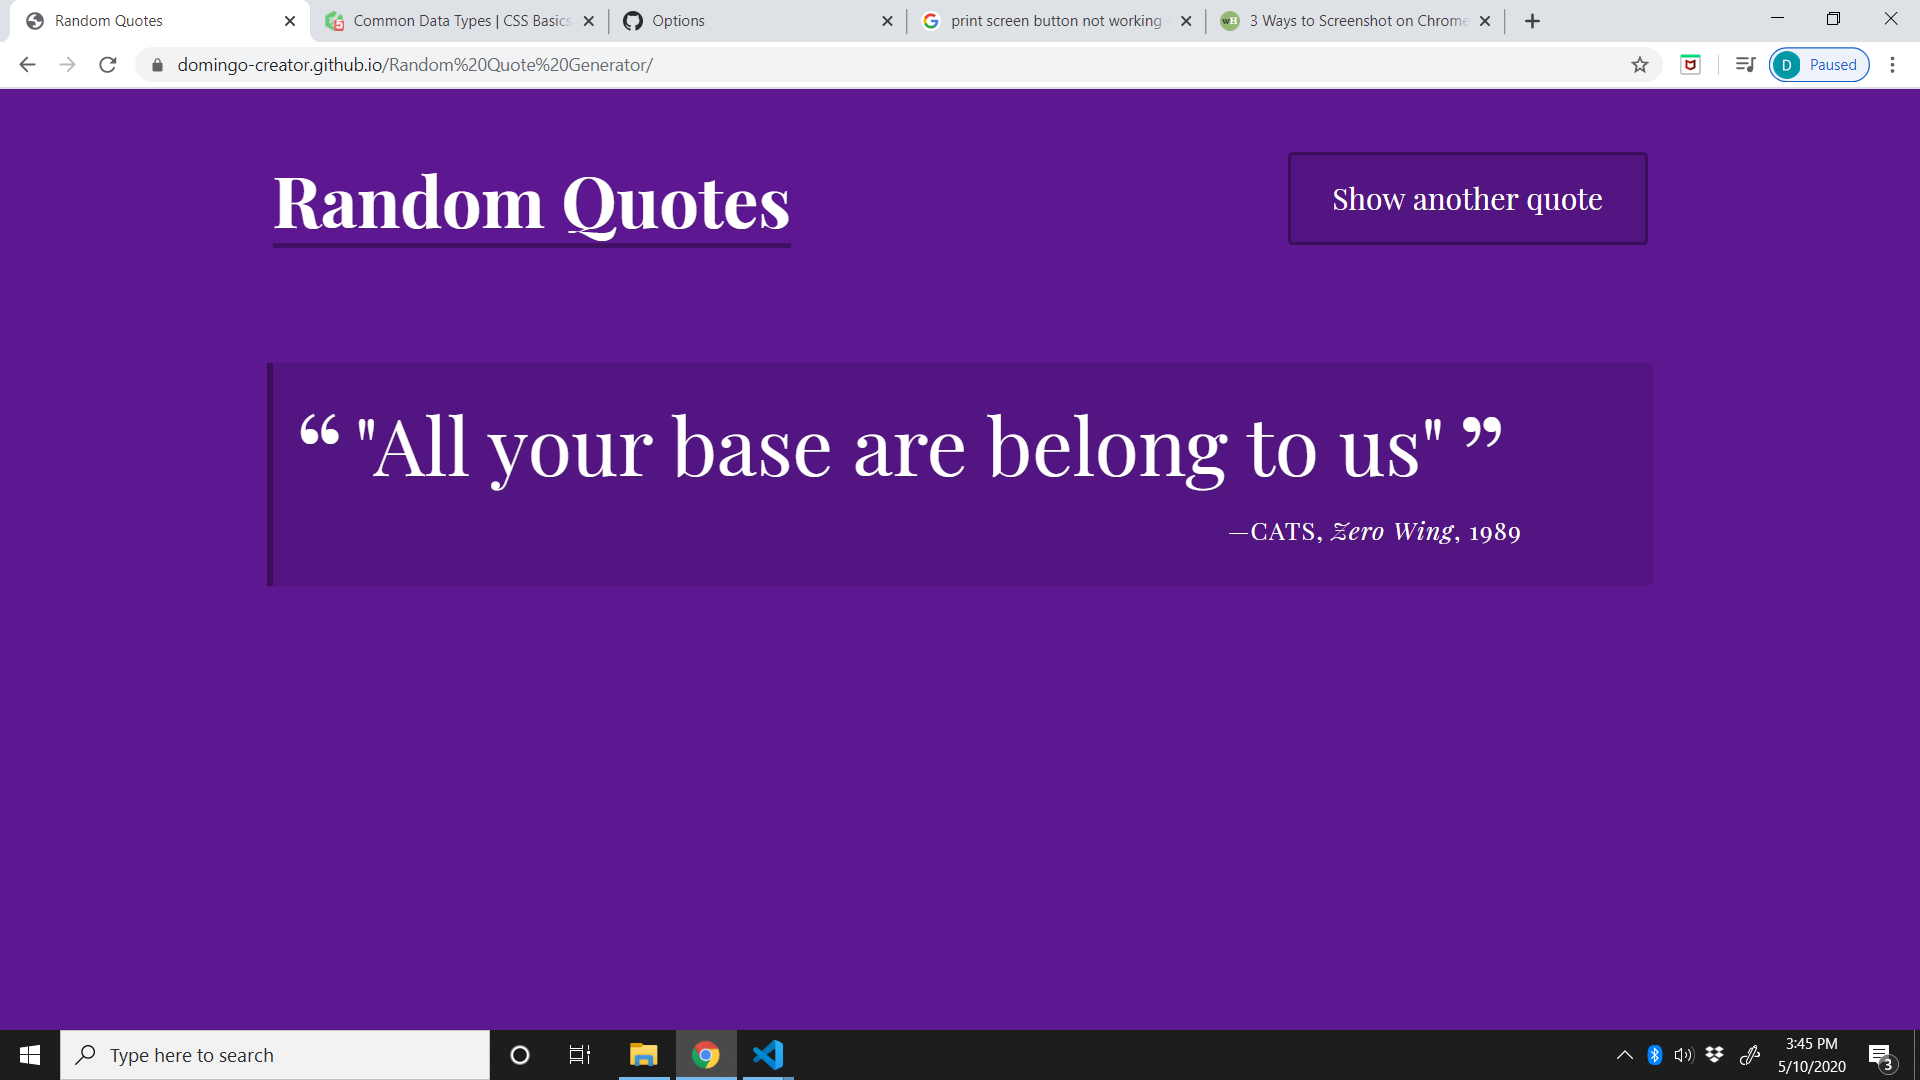 Random Quotes
Common Data Types | CSS Basics
Options
print screen button not working -
3 Ways to Screenshot on Chrome
domingo-creator.github.io/Random%20Quote%20Generator/
D Paused
Random Quotes
Show another quote
“ "All your base are belong to us" ”
—CATS, Zero Wing, 1989
Type here to search
3:45 PM
5/10/2020
3